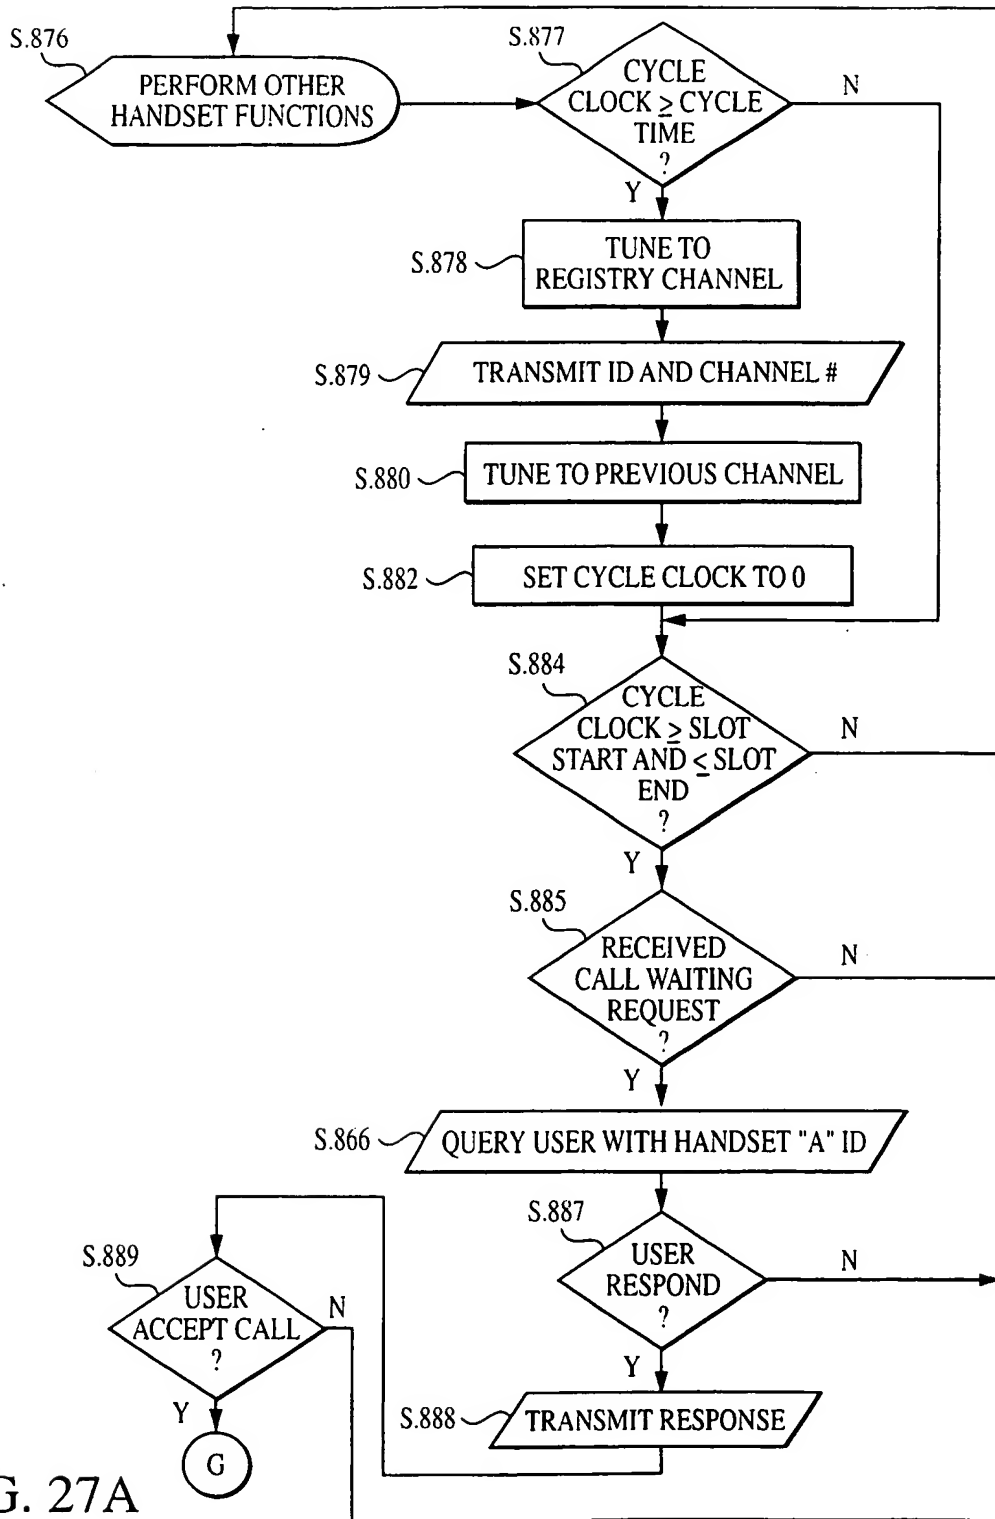 S.876
PERFORM OTHER
HANDSET FUNCTIONS
S.877
CYCLE
CLOCK ≥ CYCLE
TIME
?
N
Y
S.878
TUNE TO
REGISTRY CHANNEL
S.879
TRANSMIT ID AND CHANNEL #
S.880
TUNE TO PREVIOUS CHANNEL
S.882
SET CYCLE CLOCK TO 0
S.884
CYCLE
CLOCK ≥ SLOT
START AND ≤ SLOT
END
?
N
Y
S.885
RECEIVED
CALL WAITING
REQUEST
?
N
Y
S.866
QUERY USER WITH HANDSET "A" ID
S.887
USER
RESPOND
?
N
Y
S.888
TRANSMIT RESPONSE
S.889
USER
ACCEPT CALL
?
N
Y
G
G. 27A